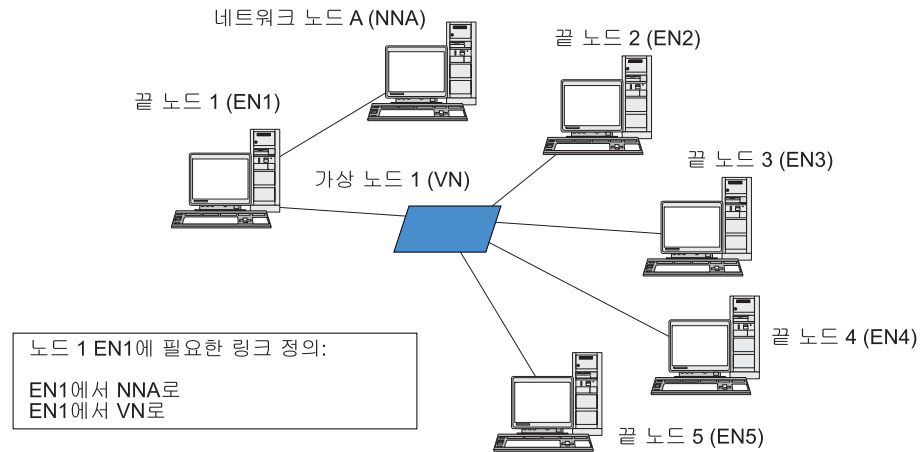 네트워크 노드 A (NNA)
끝 노드 2 (EN2)
끝 노드 1 (EN1)
끝 노드 3 (EN3)
가상 노드 1 (VN)
끝 노드 4 (EN4)
끝 노드 5 (EN5)
노드 1 EN1에 필요한 링크 정의:
EN1에서 NNA로
EN1에서 VN로